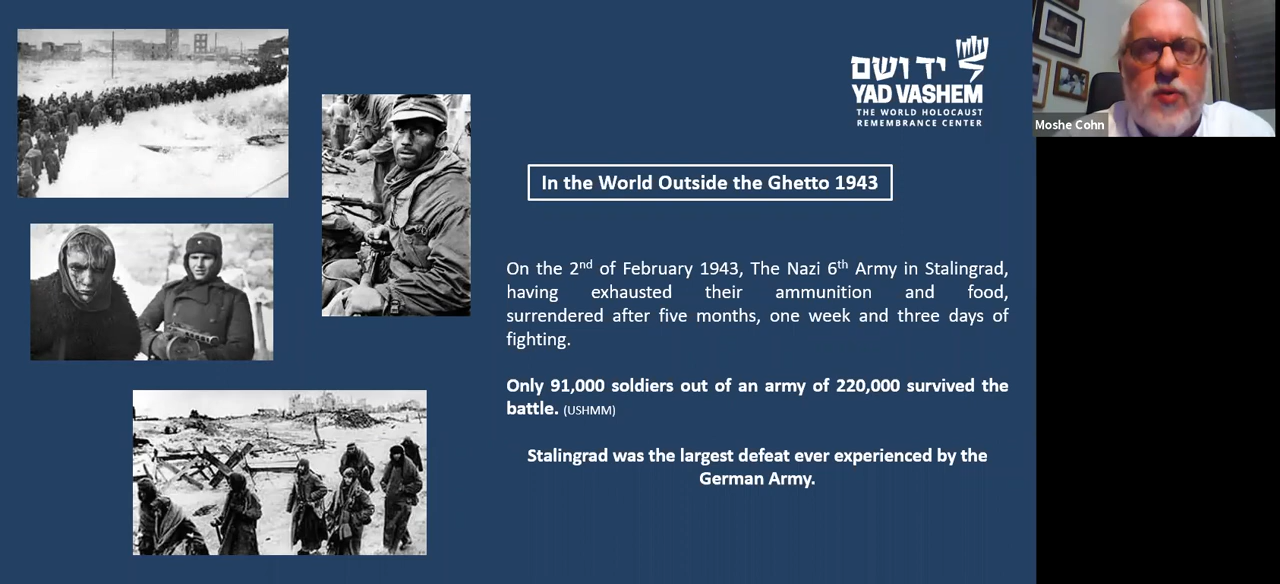 יד ושם
YAD VASHEM
THE WORLD HOLOCAUST
REMEMBRANCE CENTER
Moshe Cohn
In the World Outside the Ghetto 1943
On the 2nd of February 1943, The Nazi 6th Army in Stalingrad,
having exhausted their ammunition and food,
surrendered after five months, one week and three days of
fighting.
Only 91,000 soldiers out of an army of 220,000 survived the
battle. (USHMM)
Stalingrad was the largest defeat ever experienced by the
German Army.